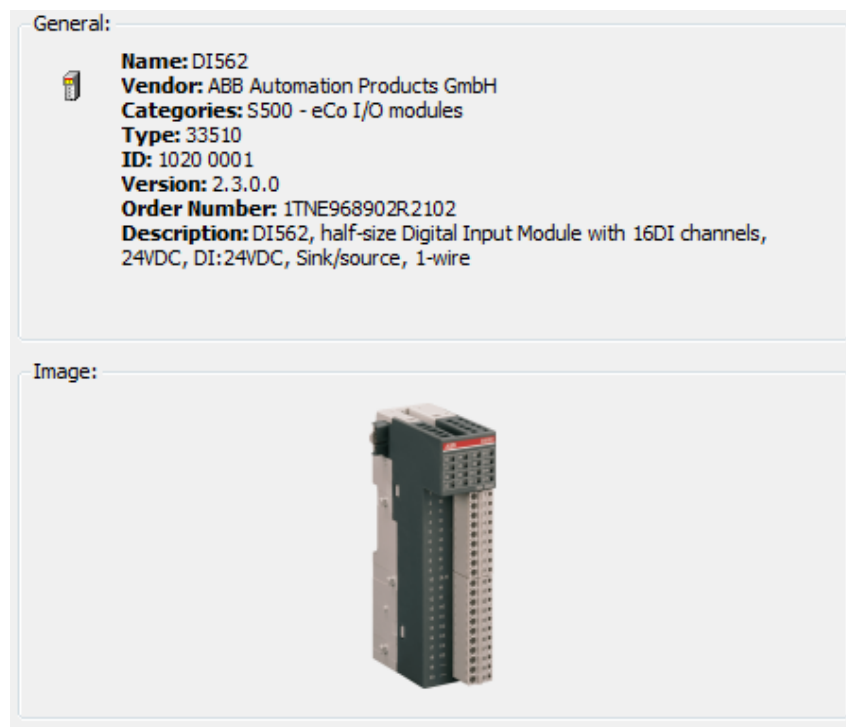 General:
Name: DI562
Vendor: ABB Automation Products GmbH
Categories: S500 - eCo I/O modules
Type: 33510
ID: 1020 0001
Version: 2.3.0.0
Order Number: 1TNE968902R2102
Description: DI562, half-size Digital Input Module with 16DI channels,
24VDC, DI:24VDC, Sink/source, 1-wire
Image:
ABB